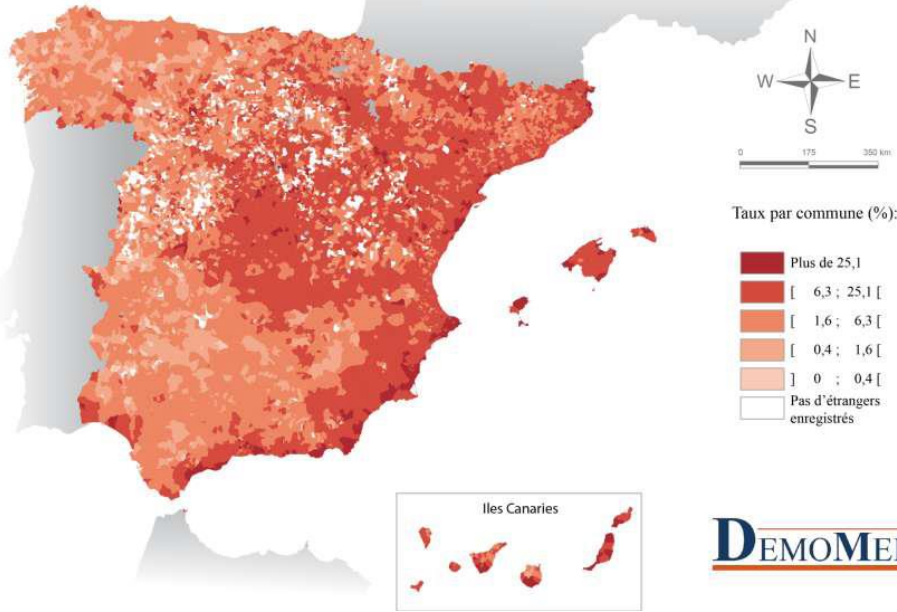 N
W E
S
0 175 350 km
Taux par commune (%):
Plus de 25,1
[ 6,3 ; 25,1 [
[ 1,6 ; 6,3 [
[ 0,4 ; 1,6 [
] 0 ; 0,4 [
Pas d’étrangers
enregistrés
Iles Canaries